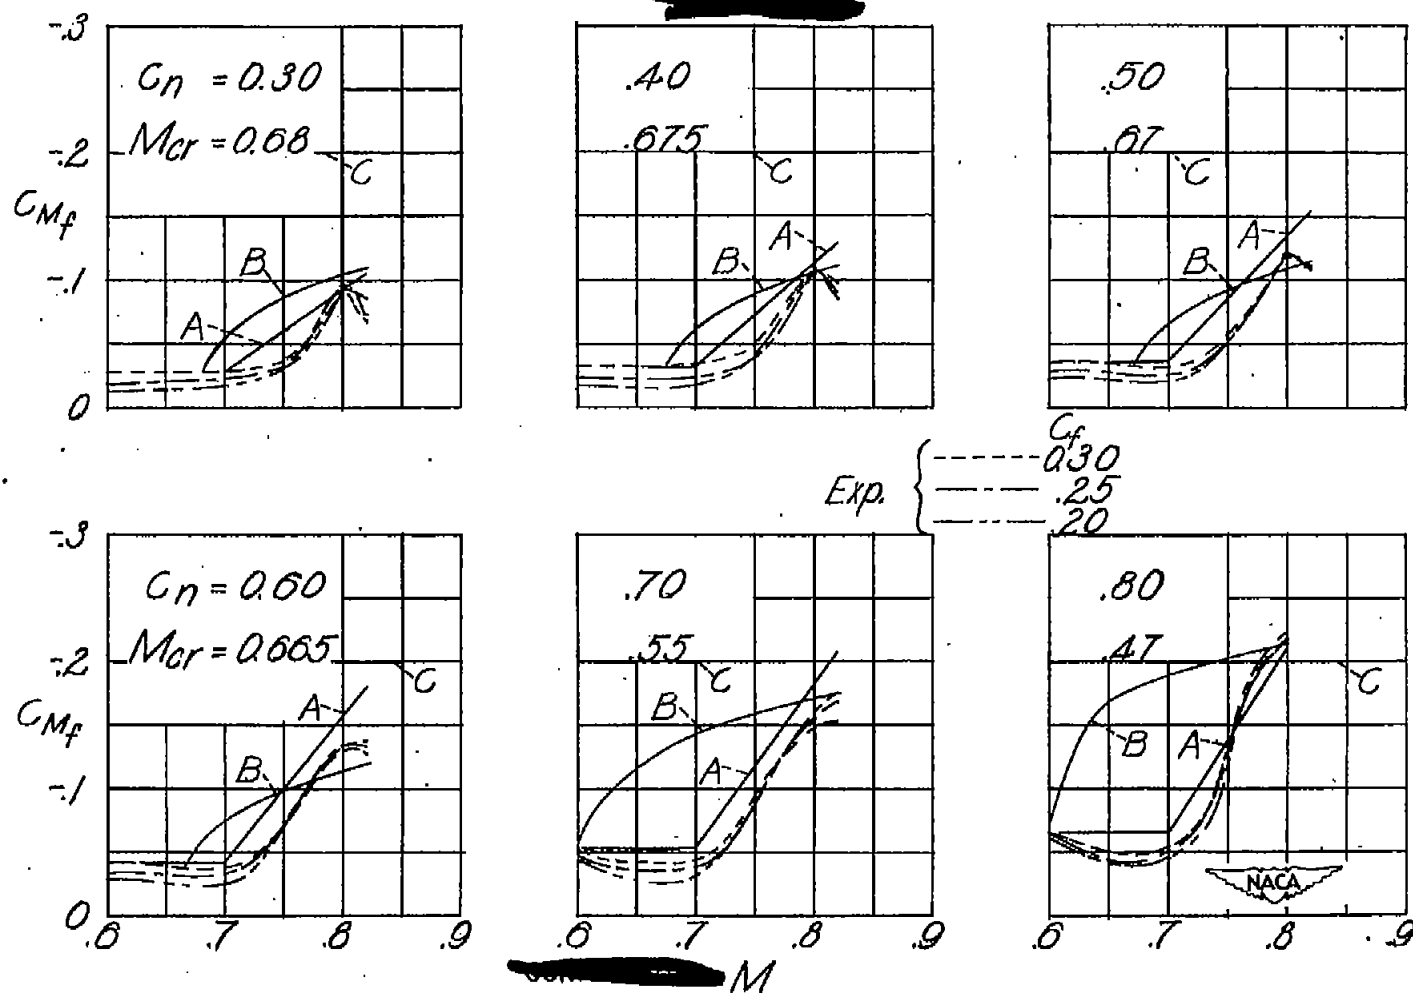 -.3
Cn = 0.30
.40
.50
Mcr = 0.68
.675
.67
-.2
C
C
C
CMf
A
A
B
B
B
-.1
A
0
Cf
Exp.
0.30
.25
.20
-.3
Cn = 0.60
.70
.80
Mcr = 0.665
.55
.47
-.2
C
C
C
CMf
A
B
B
A
B
A
-.1
NACA
0
.6 .7 .8 .9
.6 .7 .8 .9
.6 .7 .8 .9
M